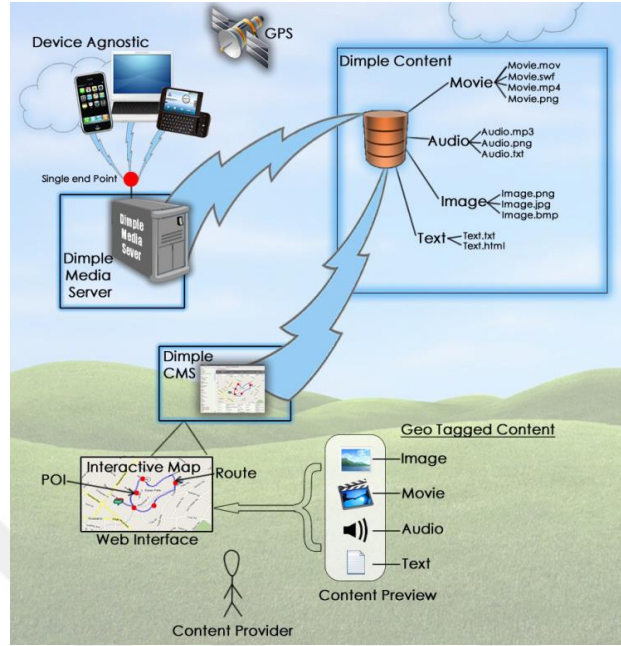 Device Agnostic
GPS
Single end Point
Dimple
Media
Sever
Dimple
Media
Server
Dimple Content
Movie
Movie.mov
Movie.swf
Movie.mp4
Movie.png
Audio
Audio.mp3
Audio.png
Audio.txt
Image
Image.png
Image.jpg
Image.bmp
Text
Text.txt
Text.html
Dimple
CMS
Interactive Map
POI
Route
Web Interface
Geo Tagged Content
Image
Movie
Audio
Text
Content Preview
Content Provider